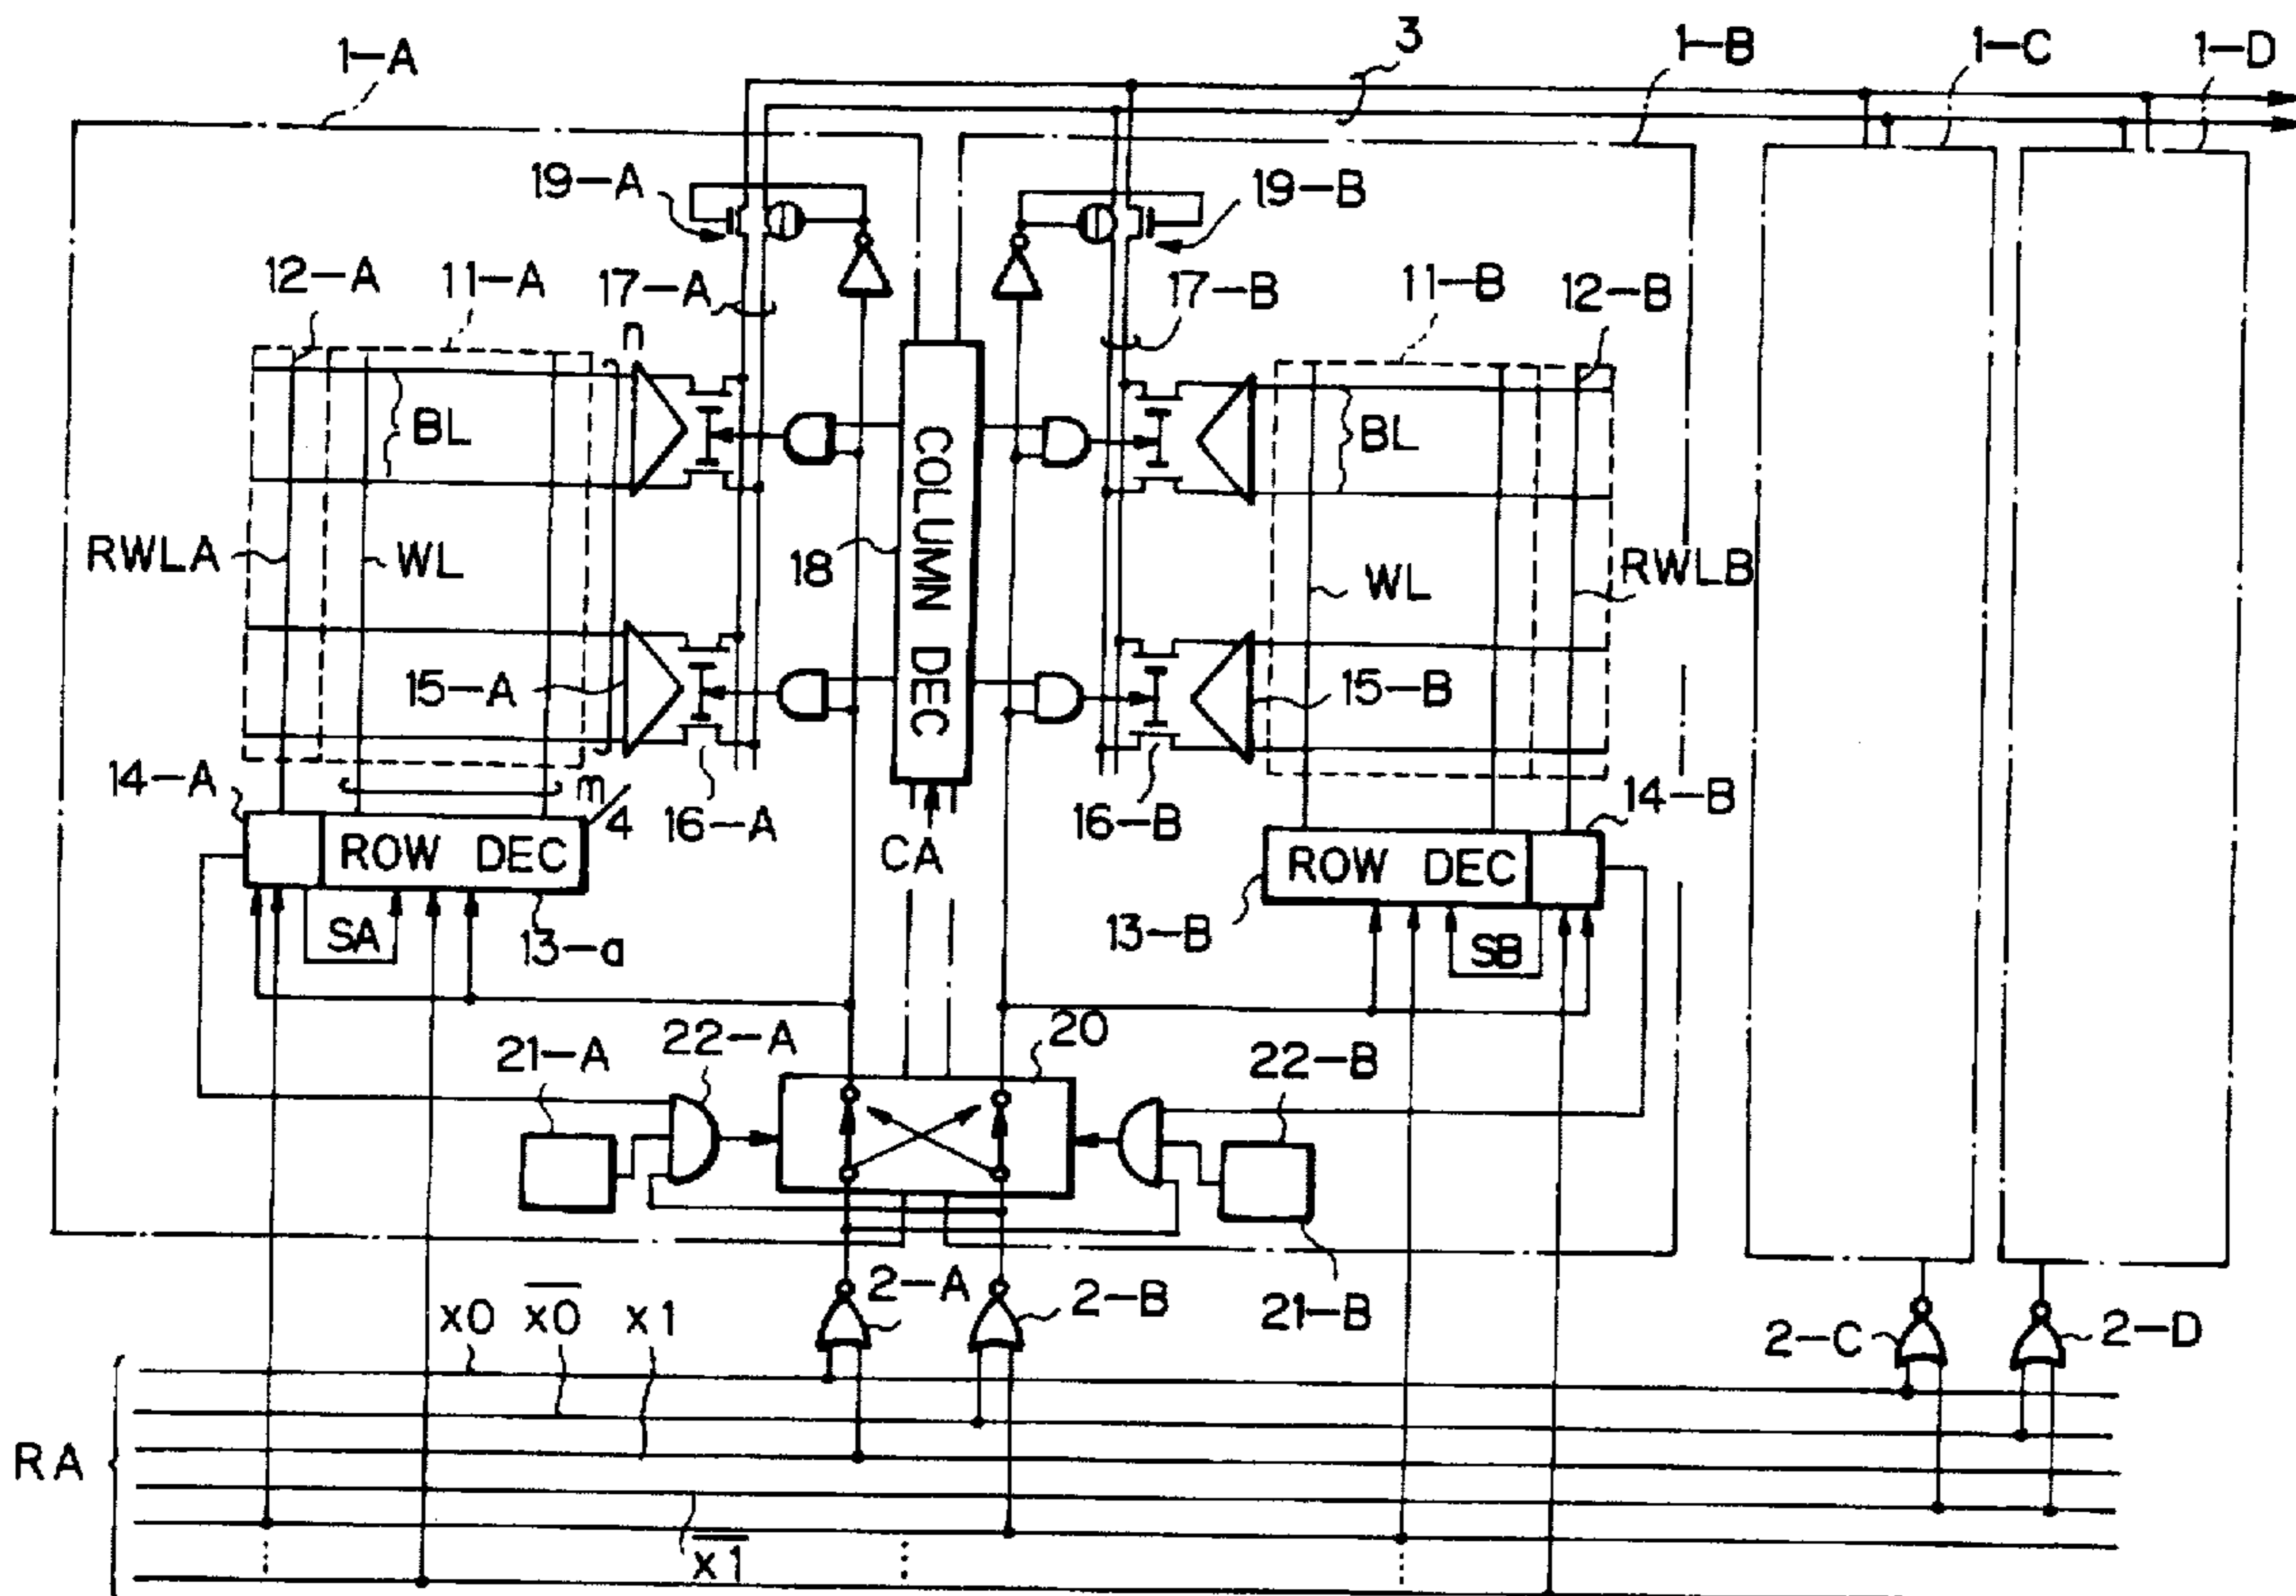 1-A
3
1-B
1-C
1-D
19-A
19-B
12-A
11-A
17-A
17-B
11-B
12-B
n
BL
BL
RWLA
WL
18
COLUMN DEC
WL
RWLB
15-A
15-B
14-A
m/4
16-A
CA
16-B
14-B
ROW DEC
ROW DEC
SA
13-a
13-B
SB
21-A
22-A
20
22-B
2-A
2-B
21-B
x0
x0
x1
2-C
2-D
RA
x1